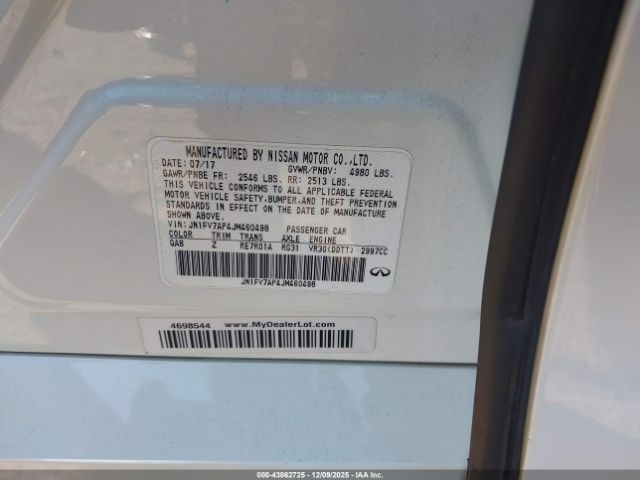 MANUFACTURED BY NISSAN MOTOR CO.,LTD.
DATE: 07/17 GVWR/PNBV: 4980 LBS.
GAWR/PNBE FR: 2546 LBS. RR: 2513 LBS.
THIS VEHICLE CONFORMS TO ALL APPLICABLE FEDERAL
MOTOR VEHICLE SAFETY,BUMPER,AND THEFT PREVENTION
STANDARDS IN EFFECT ON THE DATE OF MANUFACTURE
SHOWN ABOVE.
VIN: JN1FV7AP4JM460498 PASSENGER CAR
COLOR TRIM TRANS AXLE ENGINE
QAB Z RE7R01A RG31 VR30(DDTT) 2997CC
JN1FV7AP4JM460498
INFINITI
4698544 www.MyDealerLot.com
000-43862725 - 12/09/2025 - IAA Inc.